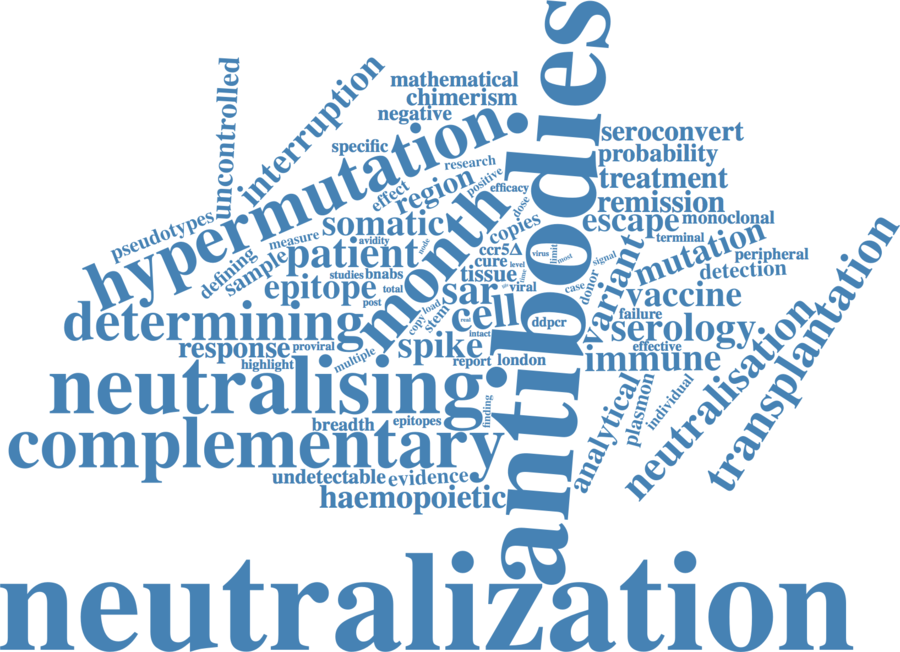 antibodies
uncontrolled
interruption
mathematical
chimerism
negative
hypermutation.
specific
research
seroconvert
probability
treatment
remission
escape
monoclonal
terminal
pseudotypes
effect
region
positive
efficacy
dose
copies
somatic
measure
avidity
node
month
patient
defining
sample
studies
bnabs
epitope
total
post
ccr5Δ
cure
level
tissue
viral
virus
limit
most
signal
case
donor
variant
mutation
peripheral
detection
vaccine
failure
serology
effective
immune
sar
cell
ddpcr
stem
copy
load
real
intact
determining
response
proviral
highlight
multiple
spike
report
london
neutralising
finding
breadth
epitopes
complementary
undetectable
evidence
haemopoietic
analytical
plasmon
individual
neutralisation
transplantation
neutralization